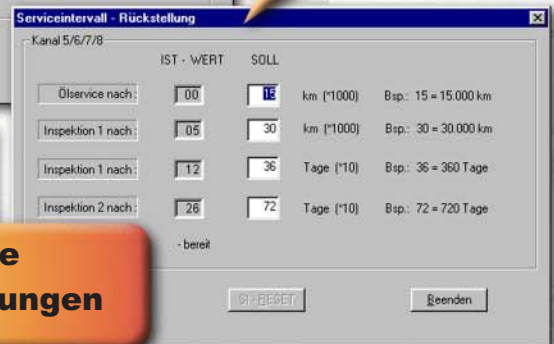 Serviceintervall - Rückstellung
Kanal 5/6/7/8
IST - WERT SOLL
Ölservice nach : 00 15 km (*1000) Bsp.: 15 = 15.000 km
Inspektion 1 nach : 05 30 km (*1000) Bsp.: 30 = 30.000 km
Inspektion 1 nach : 12 36 Tage (*10) Bsp.: 36 = 360 Tage
Inspektion 2 nach : 26 72 Tage (*10) Bsp.: 72 = 720 Tage
- bereit
e
ungen
SI-RESET Beenden